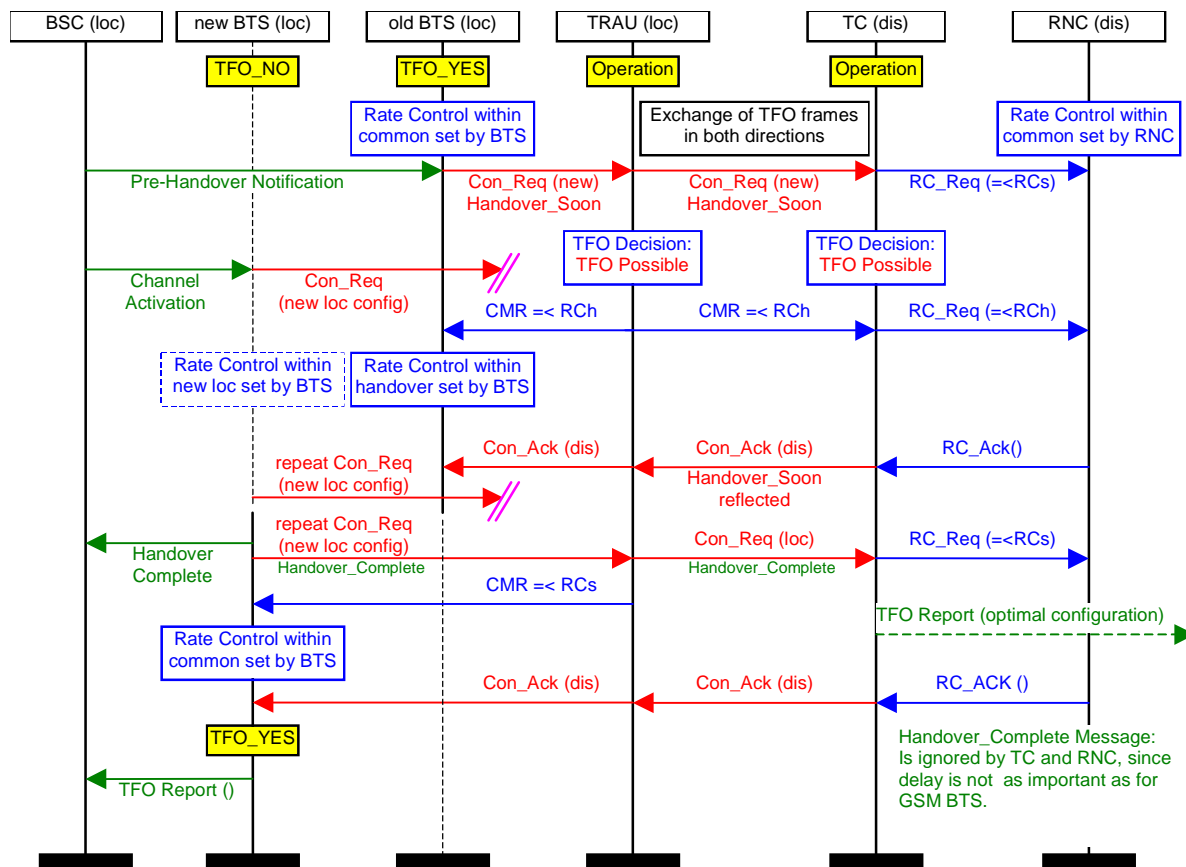 BSC (loc)
new BTS (loc)
old BTS (loc)
TRAU (loc)
TC (dis)
RNC (dis)
TFO_NO
TFO_YES
Operation
Operation
Rate Control within
common set by BTS
Exchange of TFO frames
in both directions
Rate Control within
common set by RNC
Pre-Handover Notification
Con_Req (new)
Handover_Soon
Con_Req (new)
Handover_Soon
RC_Req (=<RCs)
TFO Decision:
TFO Possible
TFO Decision:
TFO Possible
Channel
Activation
Con_Req
(new loc config)
CMR =< RCh
CMR =< RCh
RC_Req (=<RCh)
Rate Control within
new loc set by BTS
Rate Control within
handover set by BTS
Con_Ack (dis)
Con_Ack (dis)
Handover_Soon
reflected
RC_Ack()
repeat Con_Req
(new loc config)
repeat Con_Req
(new loc config)
Handover_Complete
Handover
Complete
Con_Req (loc)
Handover_Complete
RC_Req (=<RCs)
CMR =< RCs
TFO Report (optimal configuration)
Rate Control within
common set by BTS
Con_Ack (dis)
Con_Ack (dis)
RC_ACK ()
TFO_YES
Handover_Complete Message:
Is ignored by TC and RNC, since
delay is not  as important as for
GSM BTS.
TFO Report ()